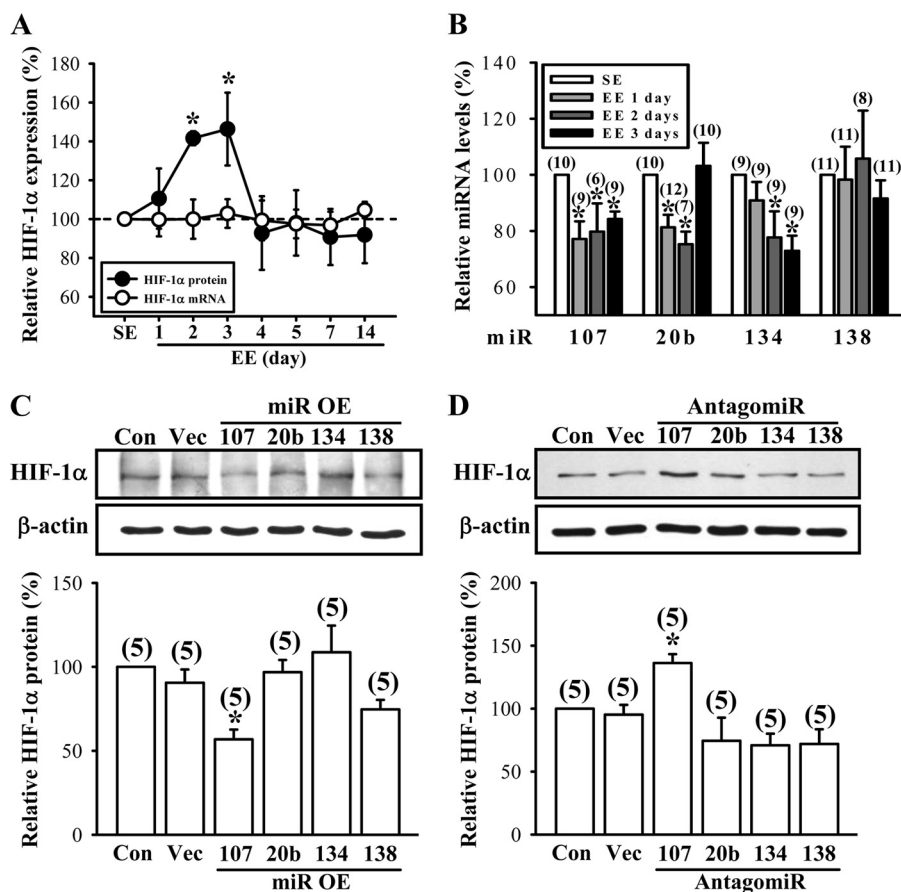 A
Relative HIF-1α expression (%)
180
160
140
120
100
80
60
*
*
HIF-1α protein
HIF-1α mRNA
SE 1 2 3 4 5 7 14
EE (day)
B
Relative miRNA levels (%)
140
120
100
80
60
SE
EE 1 day
EE 2 days
EE 3 days
(10) (9) (6) (9) (10) (12) (7) (10) (9) (9) (9) (9) (11) (11) (8) (11)
* * * * * * *
miR 107 20b 134 138
C
miR OE
Con Vec 107 20b 134 138
HIF-1α
β-actin
Relative HIF-1α protein (%)
150
100
50
0
(5) (5) (5) (5) (5) (5)
*
Con Vec 107 20b 134 138
miR OE
D
AntagomiR
Con Vec 107 20b 134 138
HIF-1α
β-actin
Relative HIF-1α protein (%)
200
150
100
50
0
(5) (5) (5) (5) (5) (5)
*
Con Vec 107 20b 134 138
AntagomiR